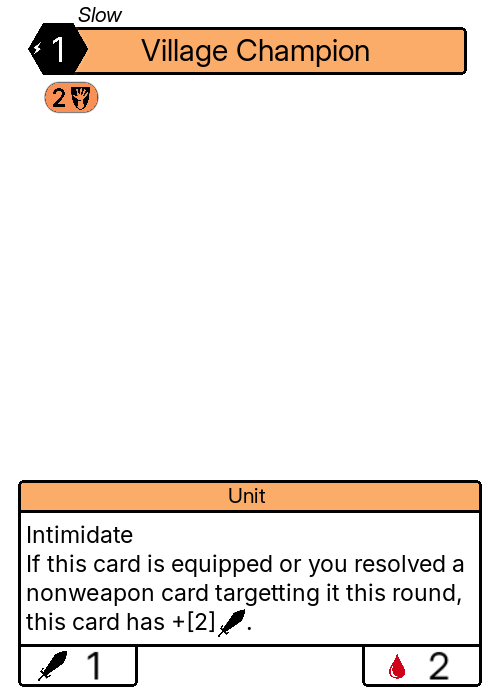 Slow
1 Village Champion
2
Unit
Intimidate
If this card is equipped or you resolved a
nonweapon card targetting it this round,
this card has +[2].
1 2